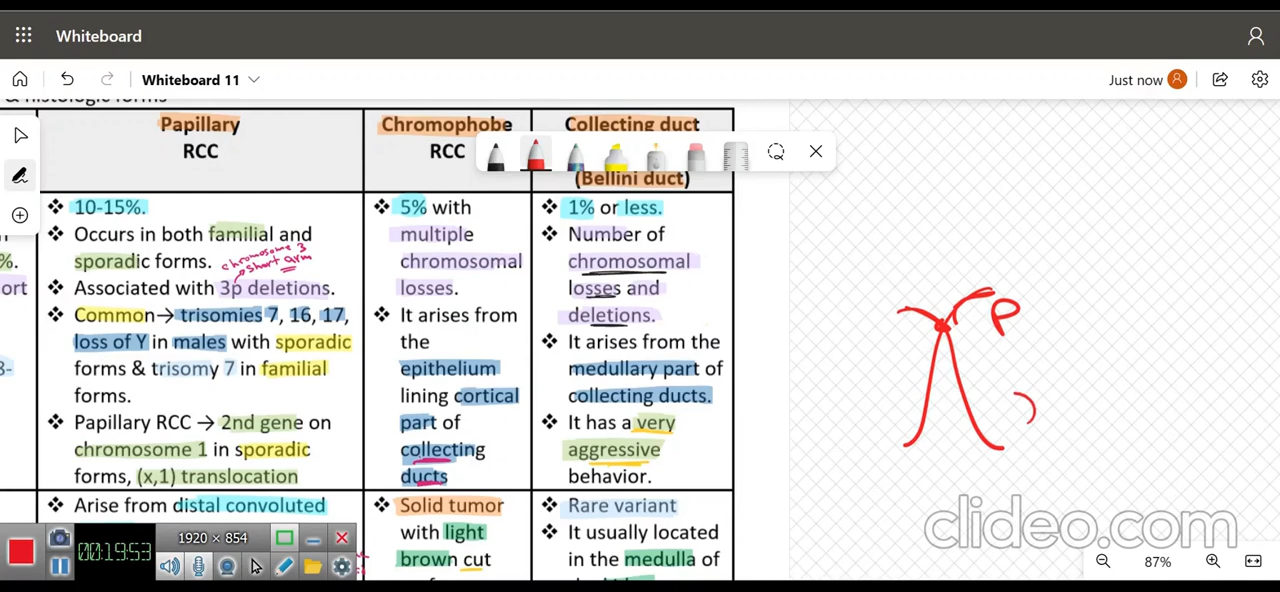 Whiteboard
Whiteboard 11
Just now
& histologic forms
Papillary
RCC
Chromophobe
RCC
Collecting duct
(Bellini duct)
%.
ort
8-
❖ 10-15%.
❖ Occurs in both familial and
sporadic forms.
chromosome 3
short arm
❖ Associated with 3p deletions.
❖ Common→ trisomies 7, 16, 17,
loss of Y in males with sporadic
forms & trisomy 7 in familial
forms.
❖ Papillary RCC → 2nd gene on
chromosome 1 in sporadic
forms, (x,1) translocation
❖ Arise from distal convoluted
❖ 5% with
multiple
chromosomal
losses.
❖ It arises from
the
epithelium
lining cortical
part of
collecting
ducts
❖ Solid tumor
with light
brown cut
❖ 1% or less.
❖ Number of
chromosomal
losses and
deletions.
❖ It arises from the
medullary part of
collecting ducts.
❖ It has a very
aggressive
behavior.
❖ Rare variant
❖ It usually located
in the medulla of
P
clideo.com
00:19:53
1920 × 854
87%